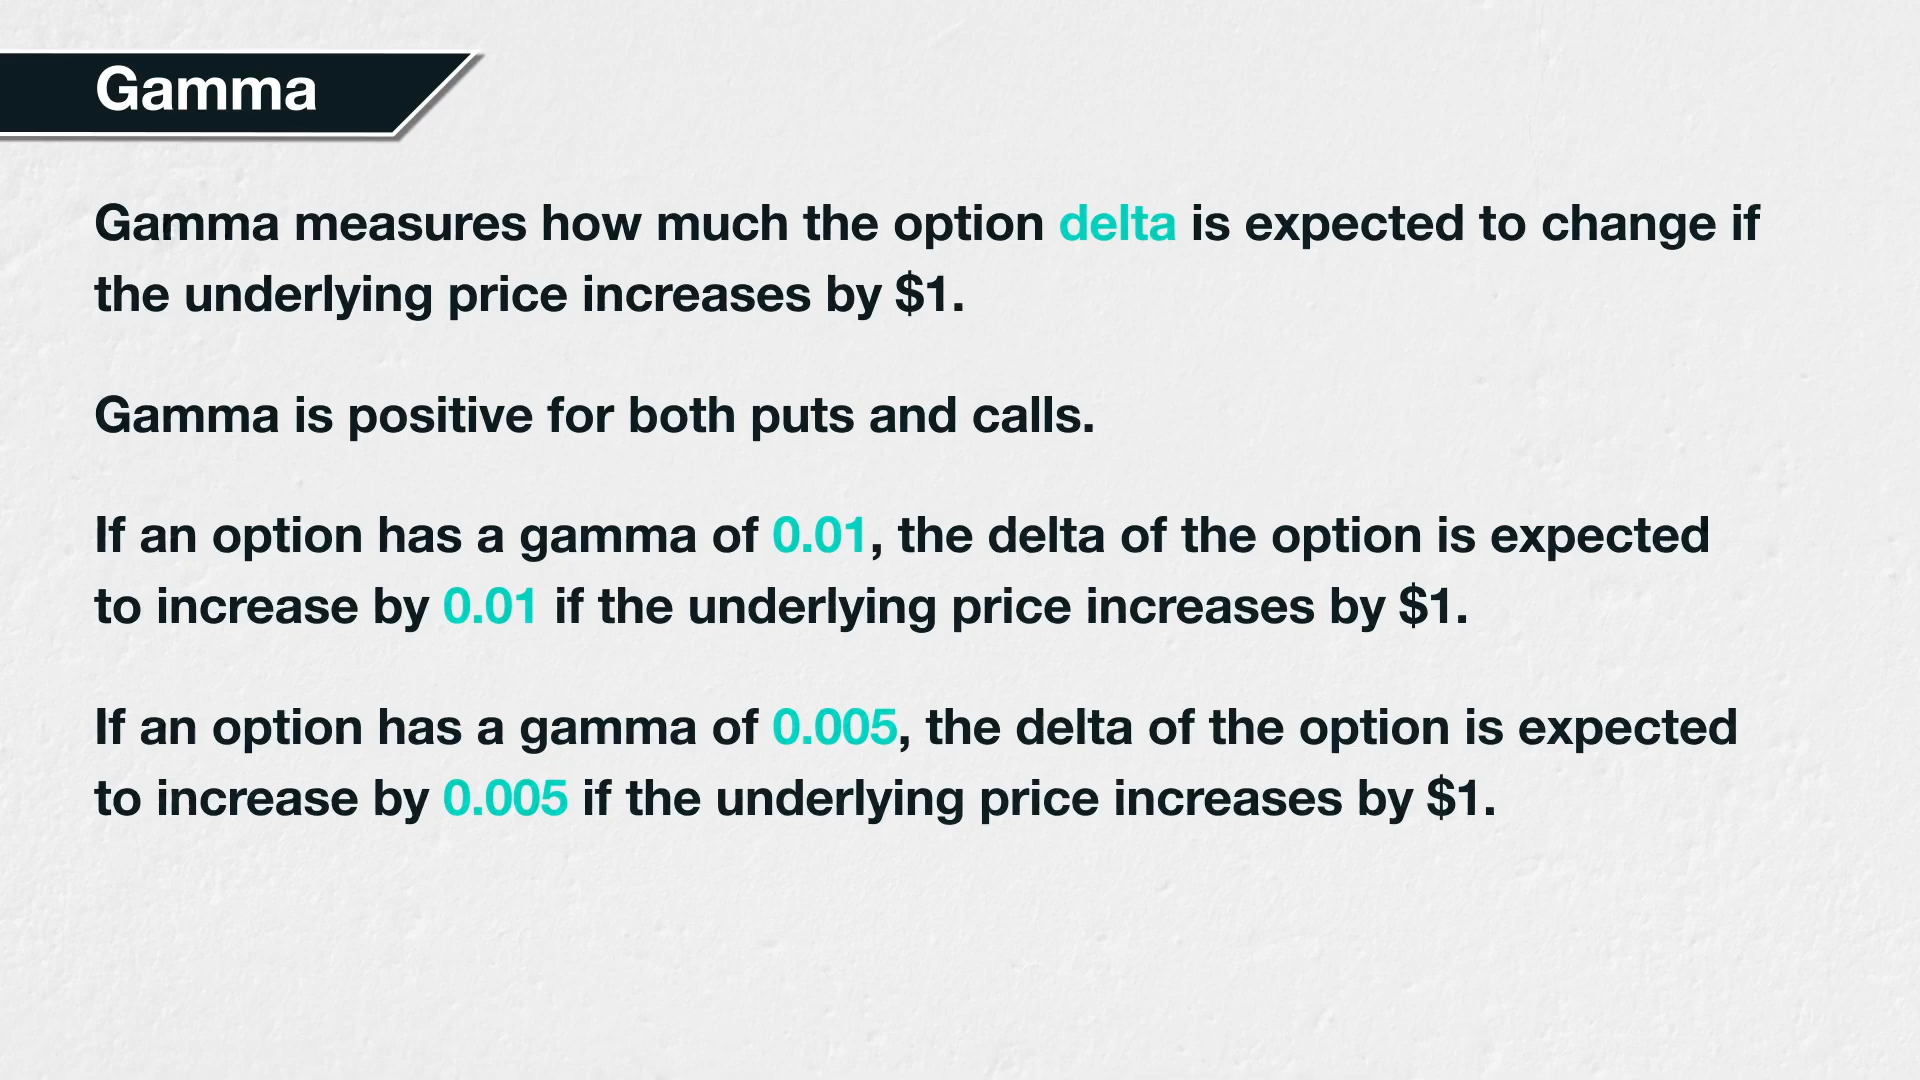 Gamma
Gamma measures how much the option delta is expected to change if
the underlying price increases by $1.
Gamma is positive for both puts and calls.
If an option has a gamma of 0.01, the delta of the option is expected
to increase by 0.01 if the underlying price increases by $1.
If an option has a gamma of 0.005, the delta of the option is expected
to increase by 0.005 if the underlying price increases by $1.